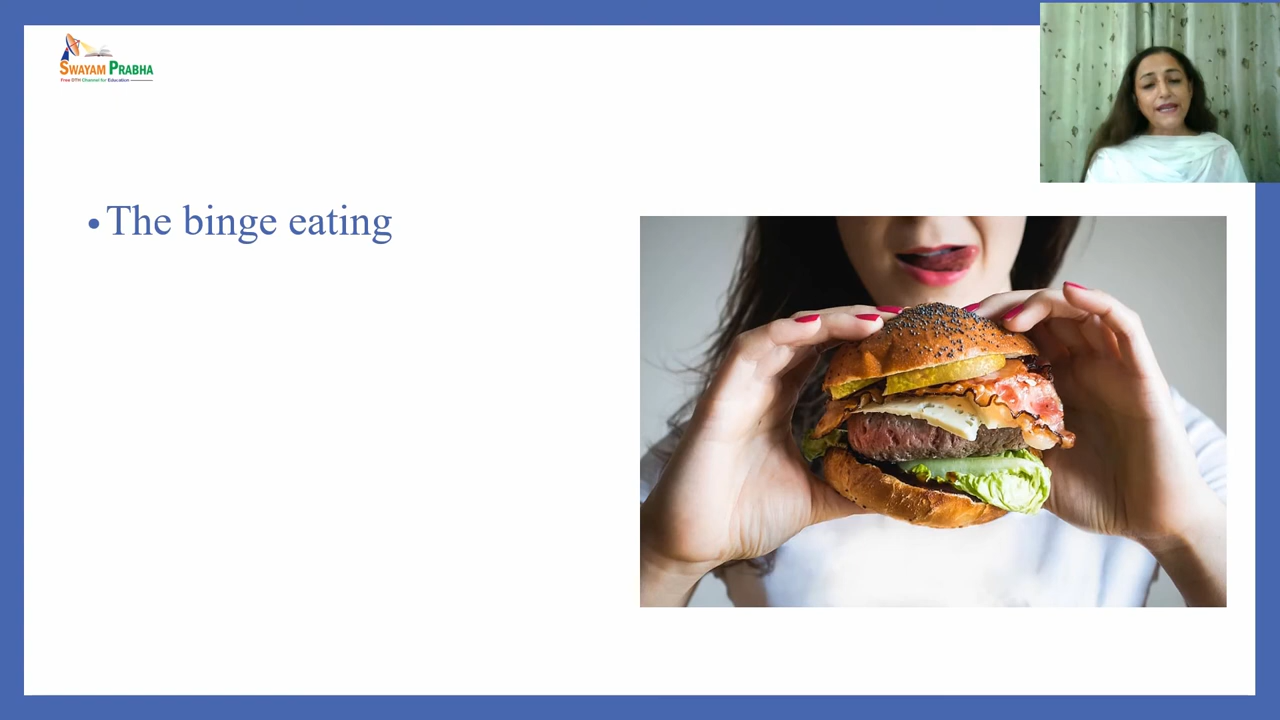 SWAYAM PRABHA
Free DTH Channel for Education
• The binge eating